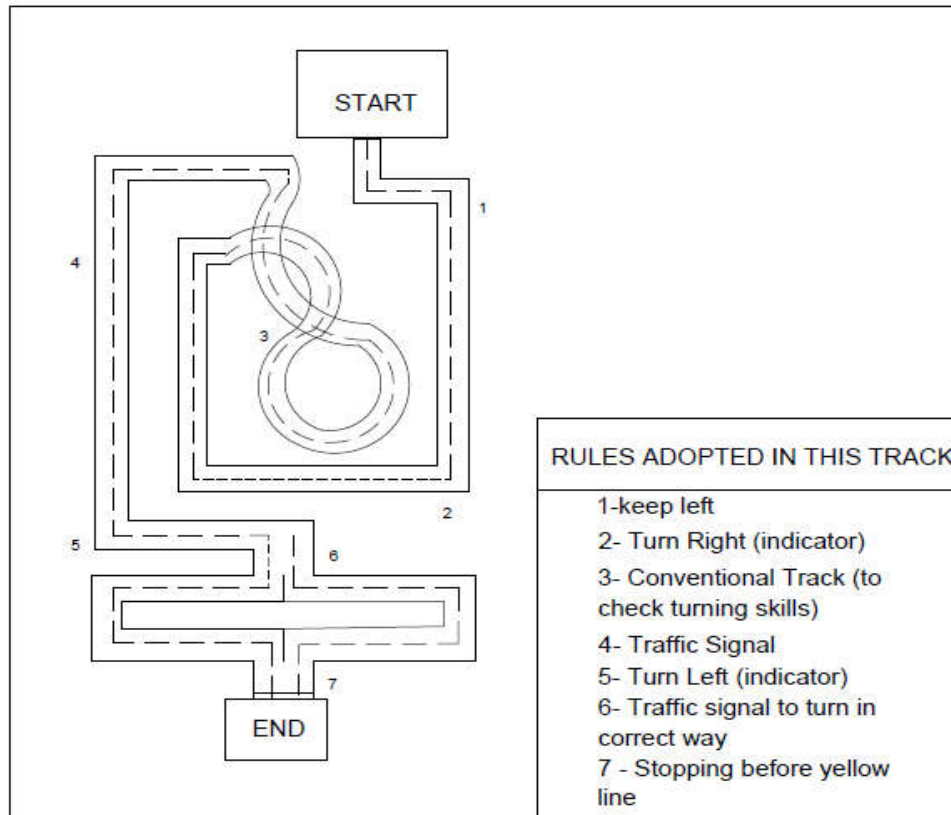 START
1
4
3
2
5
6
7
END
RULES ADOPTED IN THIS TRACK
1-keep left
2- Turn Right (indicator)
3- Conventional Track (to
check turning skills)
4- Traffic Signal
5- Turn Left (indicator)
6- Traffic signal to turn in
correct way
7 - Stopping before yellow
line